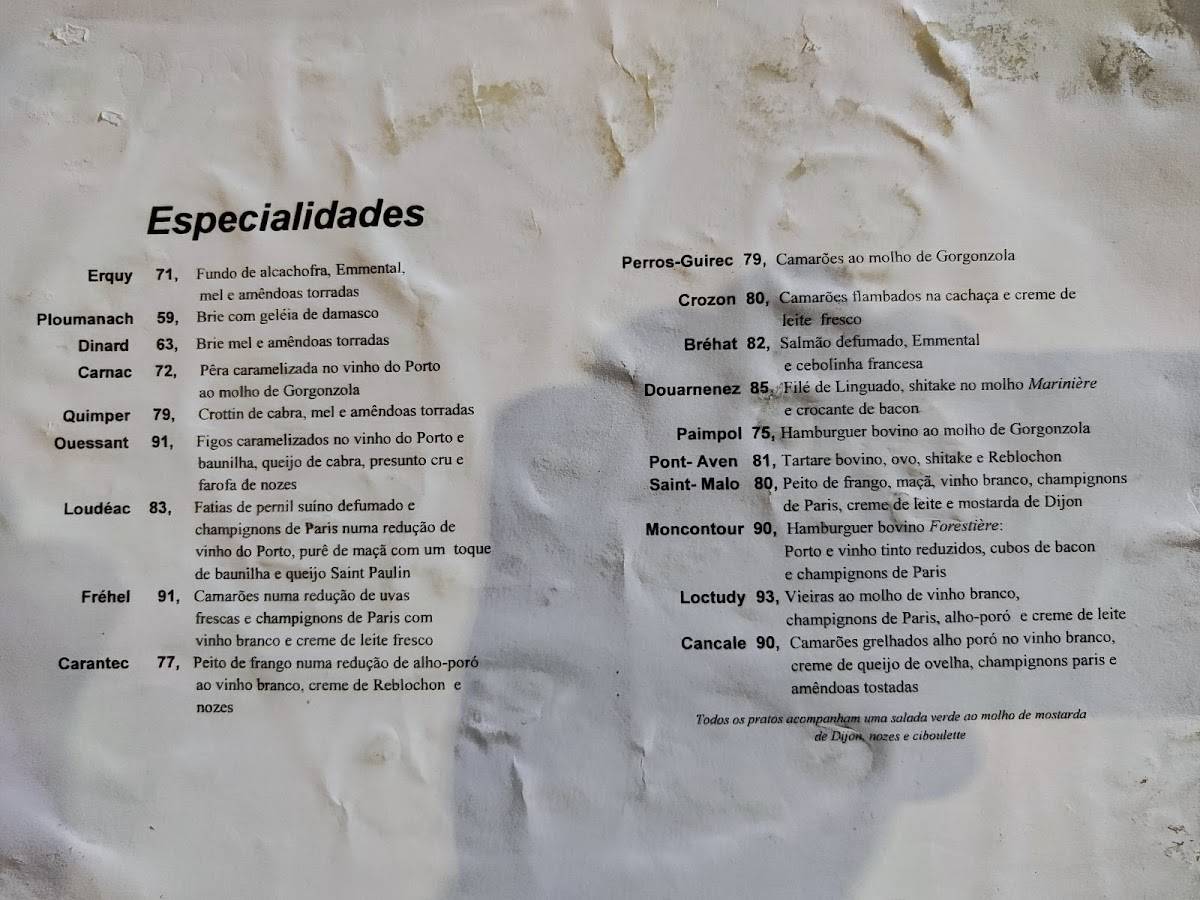 Especialidades
Erquy 71, Fundo de alcachofra, Emmental,
mel e amêndoas torradas
Ploumanach 59, Brie com geléia de damasco
Dinard 63, Brie mel e amêndoas torradas
Carnac 72, Pêra caramelizada no vinho do Porto
ao molho de Gorgonzola
Quimper 79, Crottin de cabra, mel e amêndoas torradas
Ouessant 91, Figos caramelizados no vinho do Porto e
baunilha, queijo de cabra, presunto cru e
farofa de nozes
Loudéac 83, Fatias de pernil suíno defumado e
champignons de Paris numa redução de
vinho do Porto, purê de maçã com um toque
de baunilha e queijo Saint Paulin
Fréhel 91, Camarões numa redução de uvas
frescas e champignons de Paris com
vinho branco e creme de leite fresco
Carantec 77, Peito de frango numa redução de alho-poró
ao vinho branco, creme de Reblochon e
nozes
Perros-Guirec 79, Camarões ao molho de Gorgonzola
Crozon 80, Camarões flambados na cachaça e creme de
leite fresco
Bréhat 82, Salmão defumado, Emmental
e cebolinha francesa
Douarnenez 85, Filé de Linguado, shitake no molho Marinière
e crocante de bacon
Paimpol 75, Hamburguer bovino ao molho de Gorgonzola
Pont- Aven 81, Tartare bovino, ovo, shitake e Reblochon
Saint- Malo 80, Peito de frango, maçã, vinho branco, champignons
de Paris, creme de leite e mostarda de Dijon
Moncontour 90, Hamburguer bovino Forestière:
Porto e vinho tinto reduzidos, cubos de bacon
e champignons de Paris
Loctudy 93, Vieiras ao molho de vinho branco,
champignons de Paris, alho-poró e creme de leite
Cancale 90, Camarões grelhados alho poró no vinho branco,
creme de queijo de ovelha, champignons paris e
amêndoas tostadas
Todos os pratos acompanham uma salada verde ao molho de mostarda
de Dijon, nozes e ciboulette